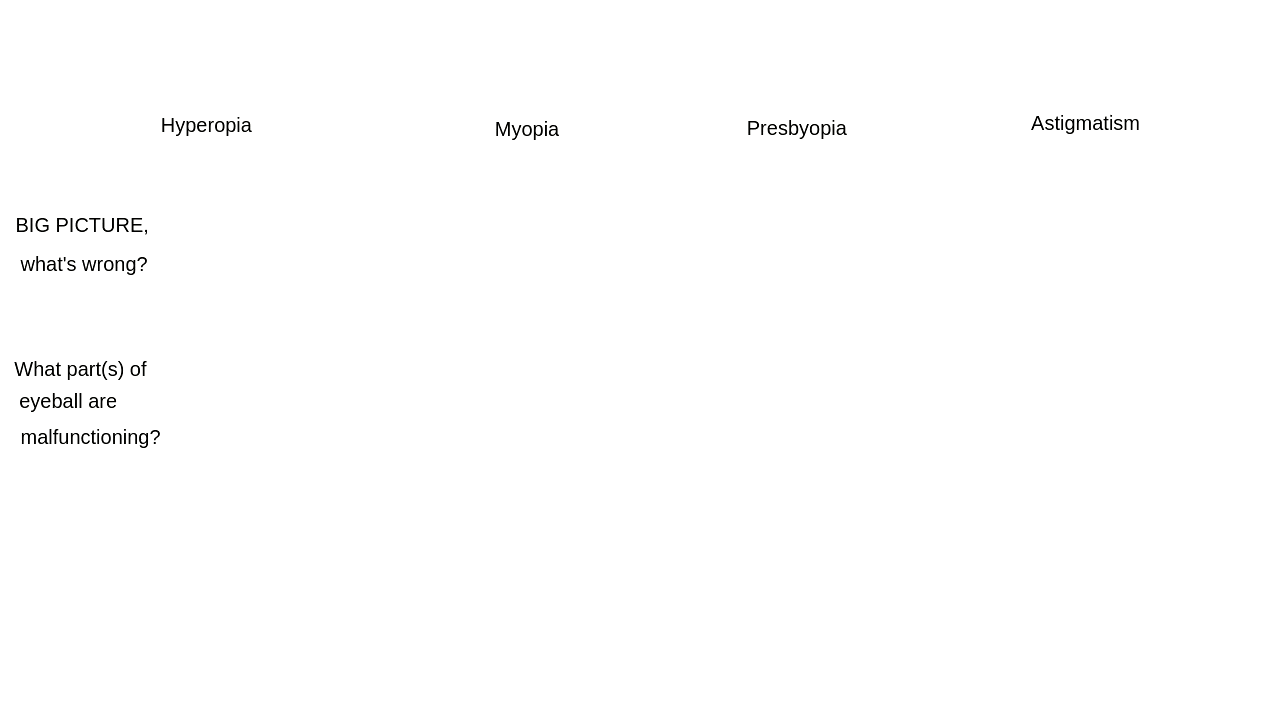 Hyperopia Myopia Presbyopia Astigmatism
BIG PICTURE,
what's wrong?
What part(s) of
eyeball are
malfunctioning?